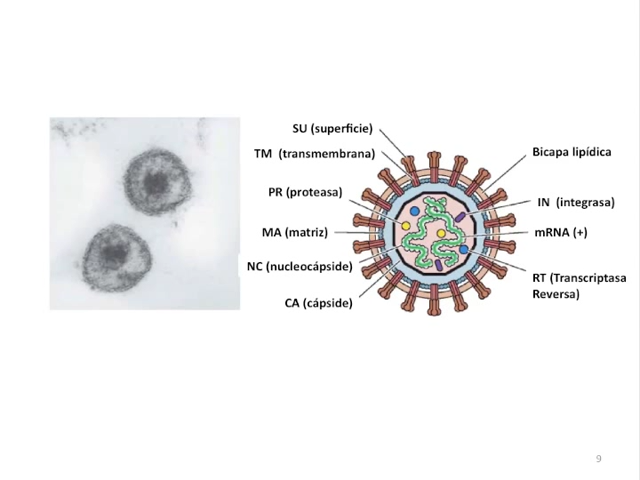 SU (superficie)
TM (transmembrana)
PR (proteasa)
MA (matriz)
NC (nucleocápside)
CA (cápside)
Bicapa lipídica
IN (integrasa)
mRNA (+)
RT (Transcriptasa
Reversa)
9